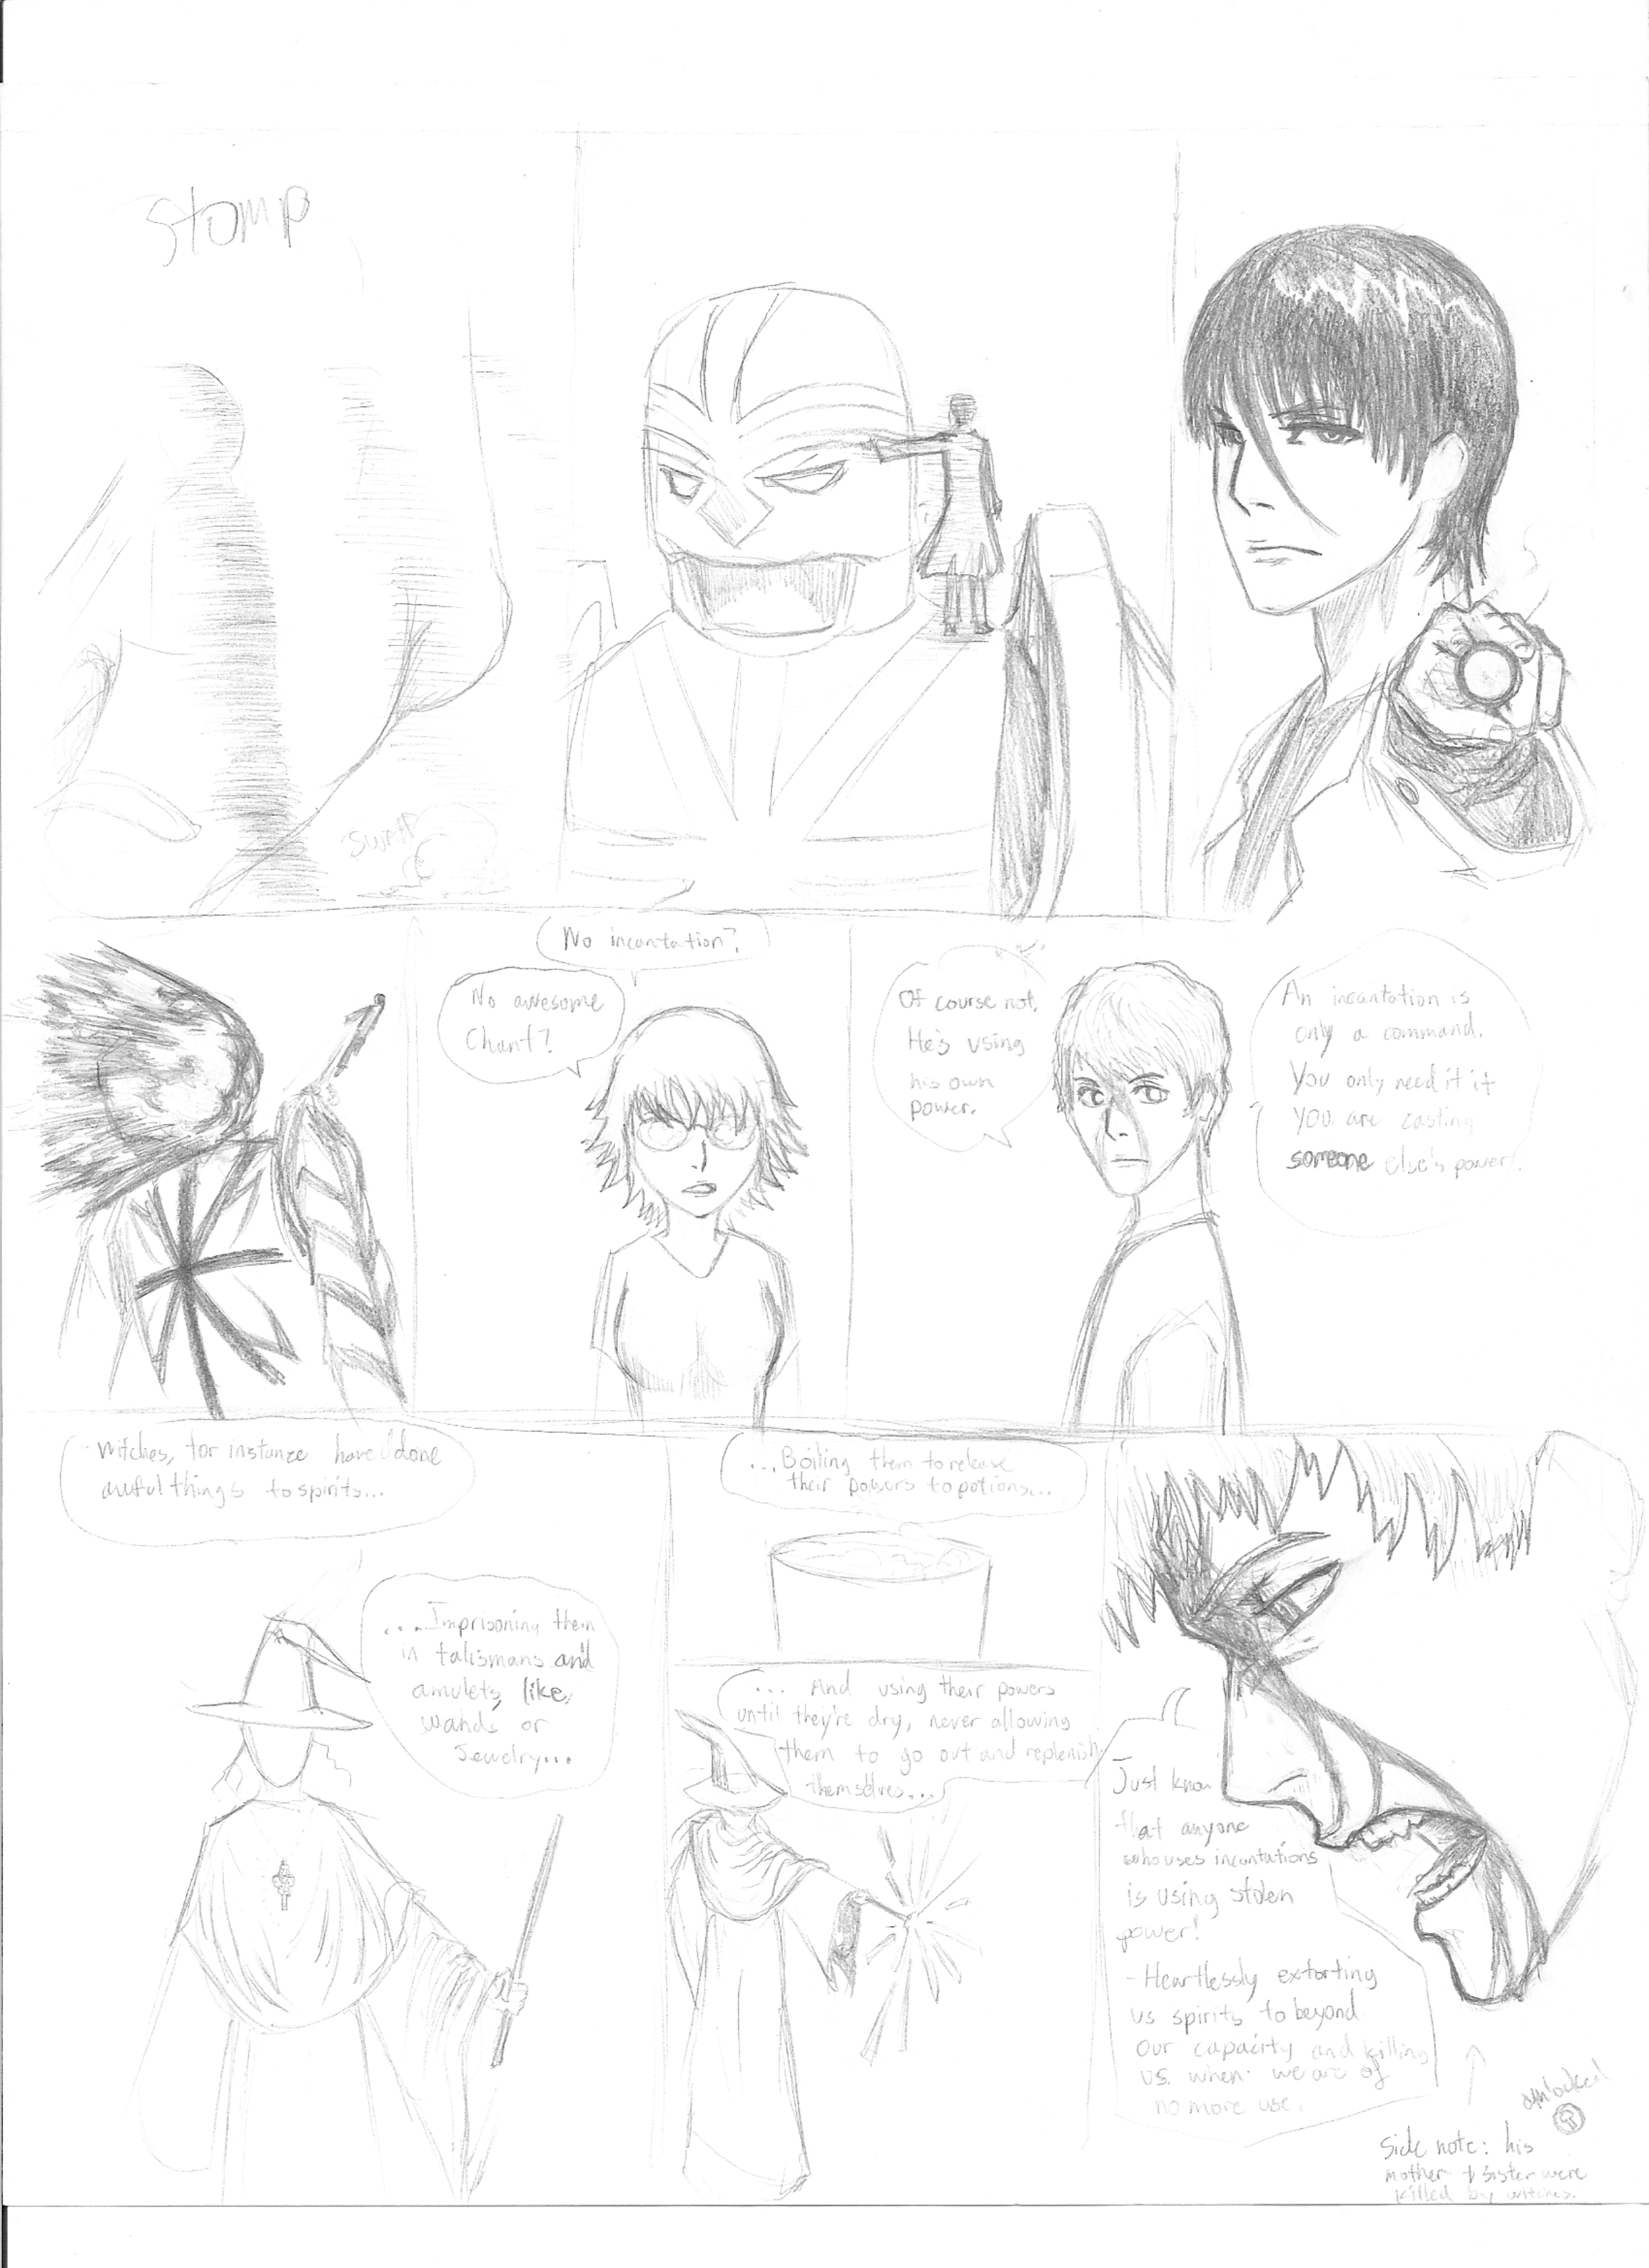 Stomp
No incantation?
No awesome
Chant?
Of course not.
He's using
his own
power.
An incantation is
only a command.
You only need it if
you are casting
someone else's power.
- Witches, for instance have done
awful things to spirits...
...Imprisoning them
in talismans and
amulets, like,
wands or
Jewelry...
...Boiling them to release
their powers to potions...
... And using their powers
until they're dry, never allowing
them to go out and replenish
themselves...
Just know
that anyone
who uses incantations
is using stolen
power!
- Heartlessly extorting
us spirits to beyond
our capacity and killing
us when we are of
no more use.
Side note: his
mother & sister were
killed by witches.